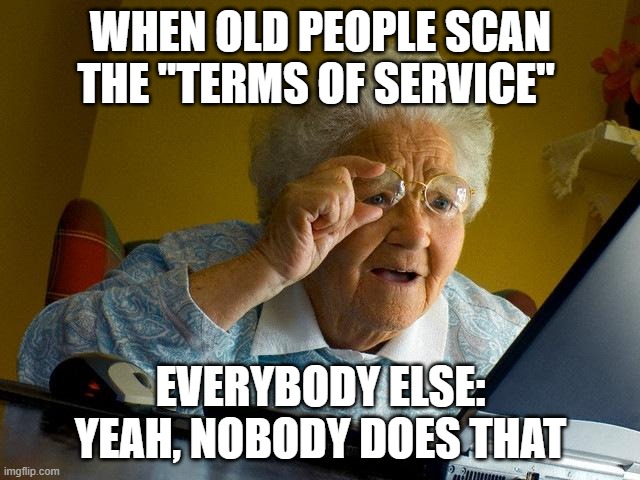 WHEN OLD PEOPLE SCAN
THE "TERMS OF SERVICE"
EVERYBODY ELSE:
YEAH, NOBODY DOES THAT
imgflip.com